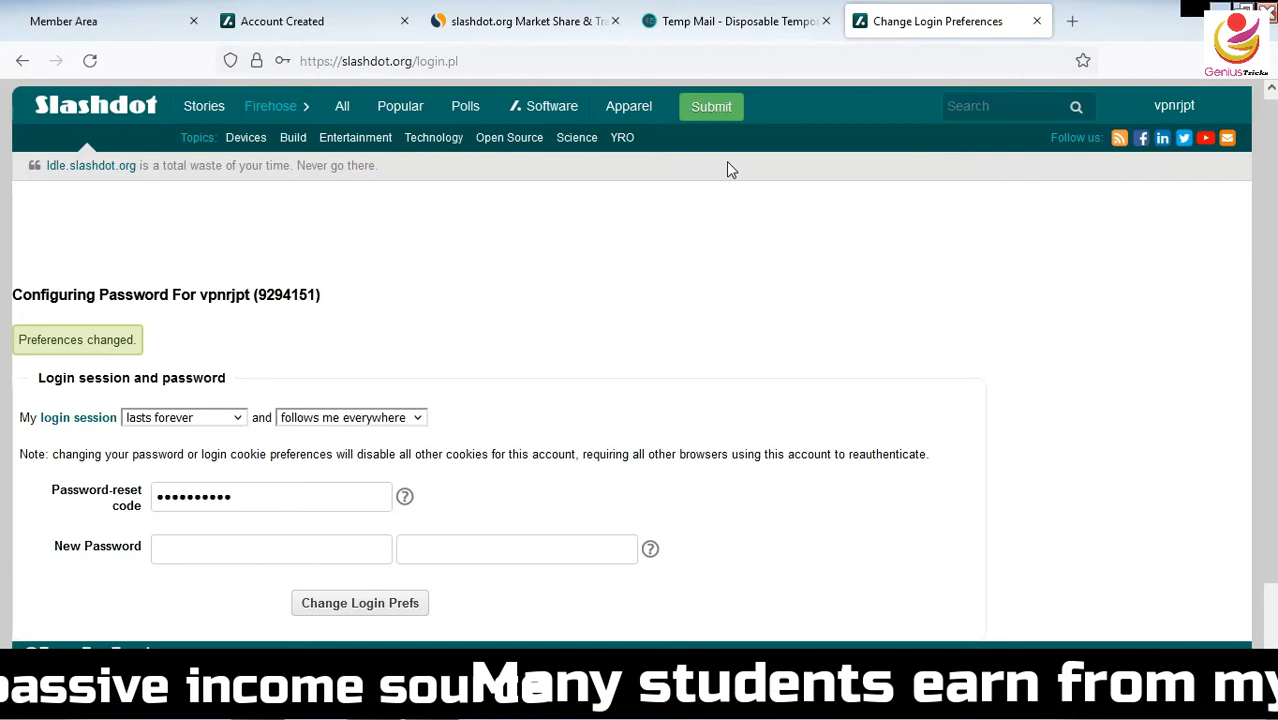 Member Area
Account Created
slashdot.org Market Share & Tra
Temp Mail - Disposable Tempo
Change Login Preferences
https://slashdot.org/login.pl
Genius Tricks
Slashdot
Stories
Firehose
All
Popular
Polls
Software
Apparel
Submit
Search
vpnrjpt
Topics:
Devices
Build
Entertainment
Technology
Open Source
Science
YRO
Follow us:
Idle.slashdot.org is a total waste of your time. Never go there.
Configuring Password For vpnrjpt (9294151)
Preferences changed.
Login session and password
My login session lasts forever and follows me everywhere
Note: changing your password or login cookie preferences will disable all other cookies for this account, requiring all other browsers using this account to reauthenticate.
Password-reset
code
New Password
Change Login Prefs
passive income source
Many students earn from my